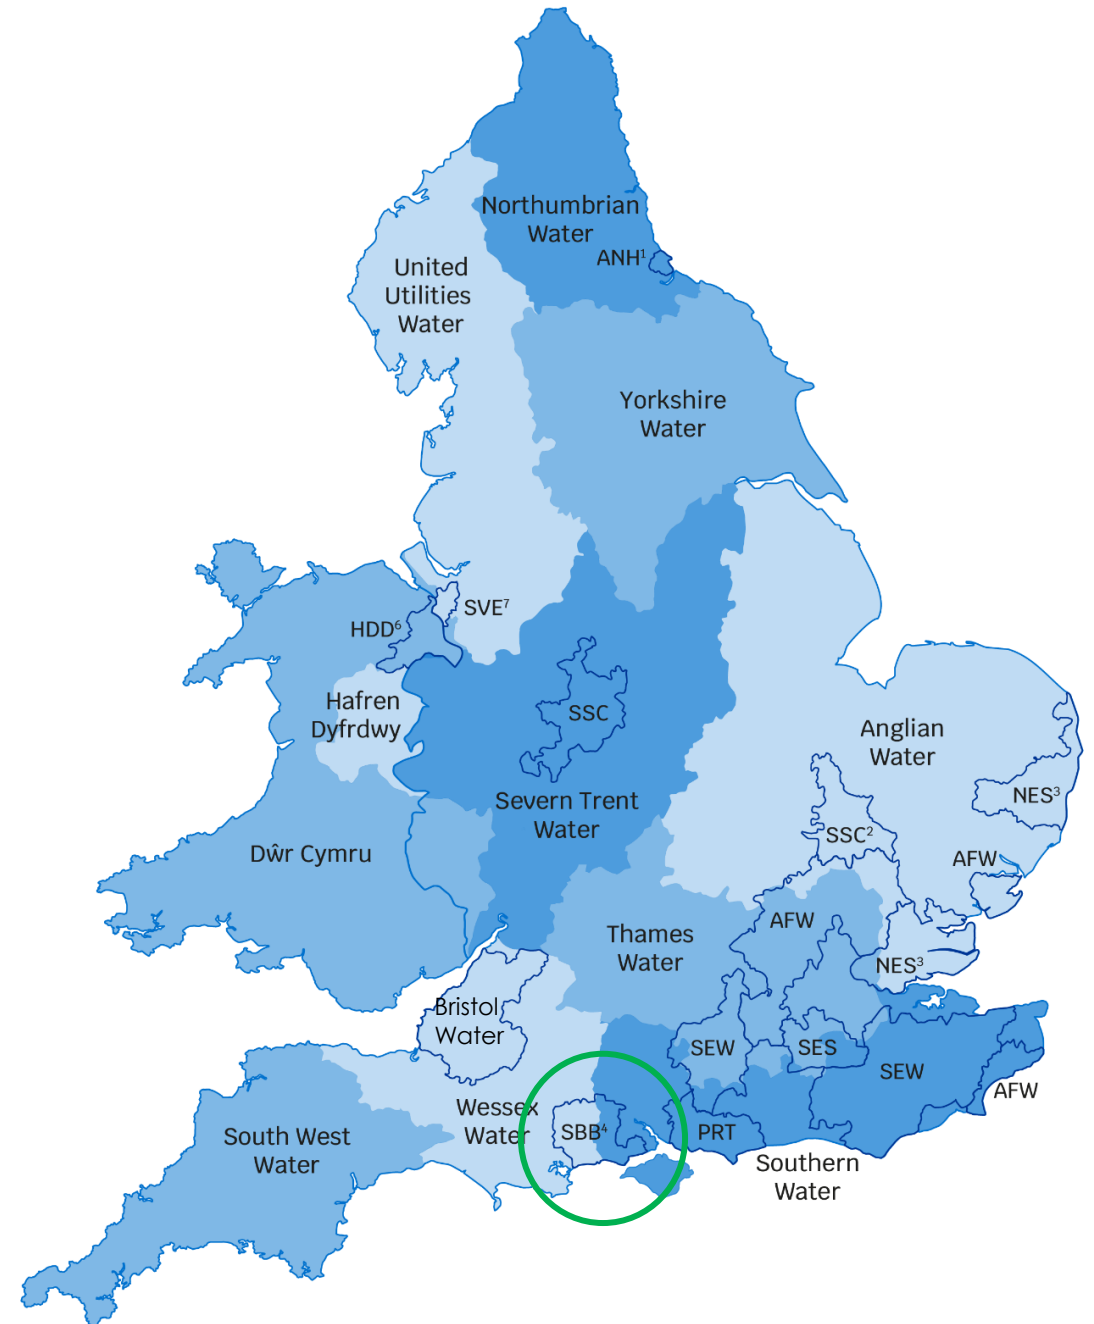 Northumbrian
Water
ANH¹
United
Utilities
Water
Yorkshire
Water
SVE⁷
HDD⁶
Hafren
Dyfrdwy
SSC
Anglian
Water
NES³
Severn Trent
Water
SSC²
Dŵr Cymru
AFW
AFW
Thames
Water
NES³
Bristol
Water
SEW
SES
SEW
AFW
Wessex
Water
SBB⁴
PRT
South West
Water
Southern
Water